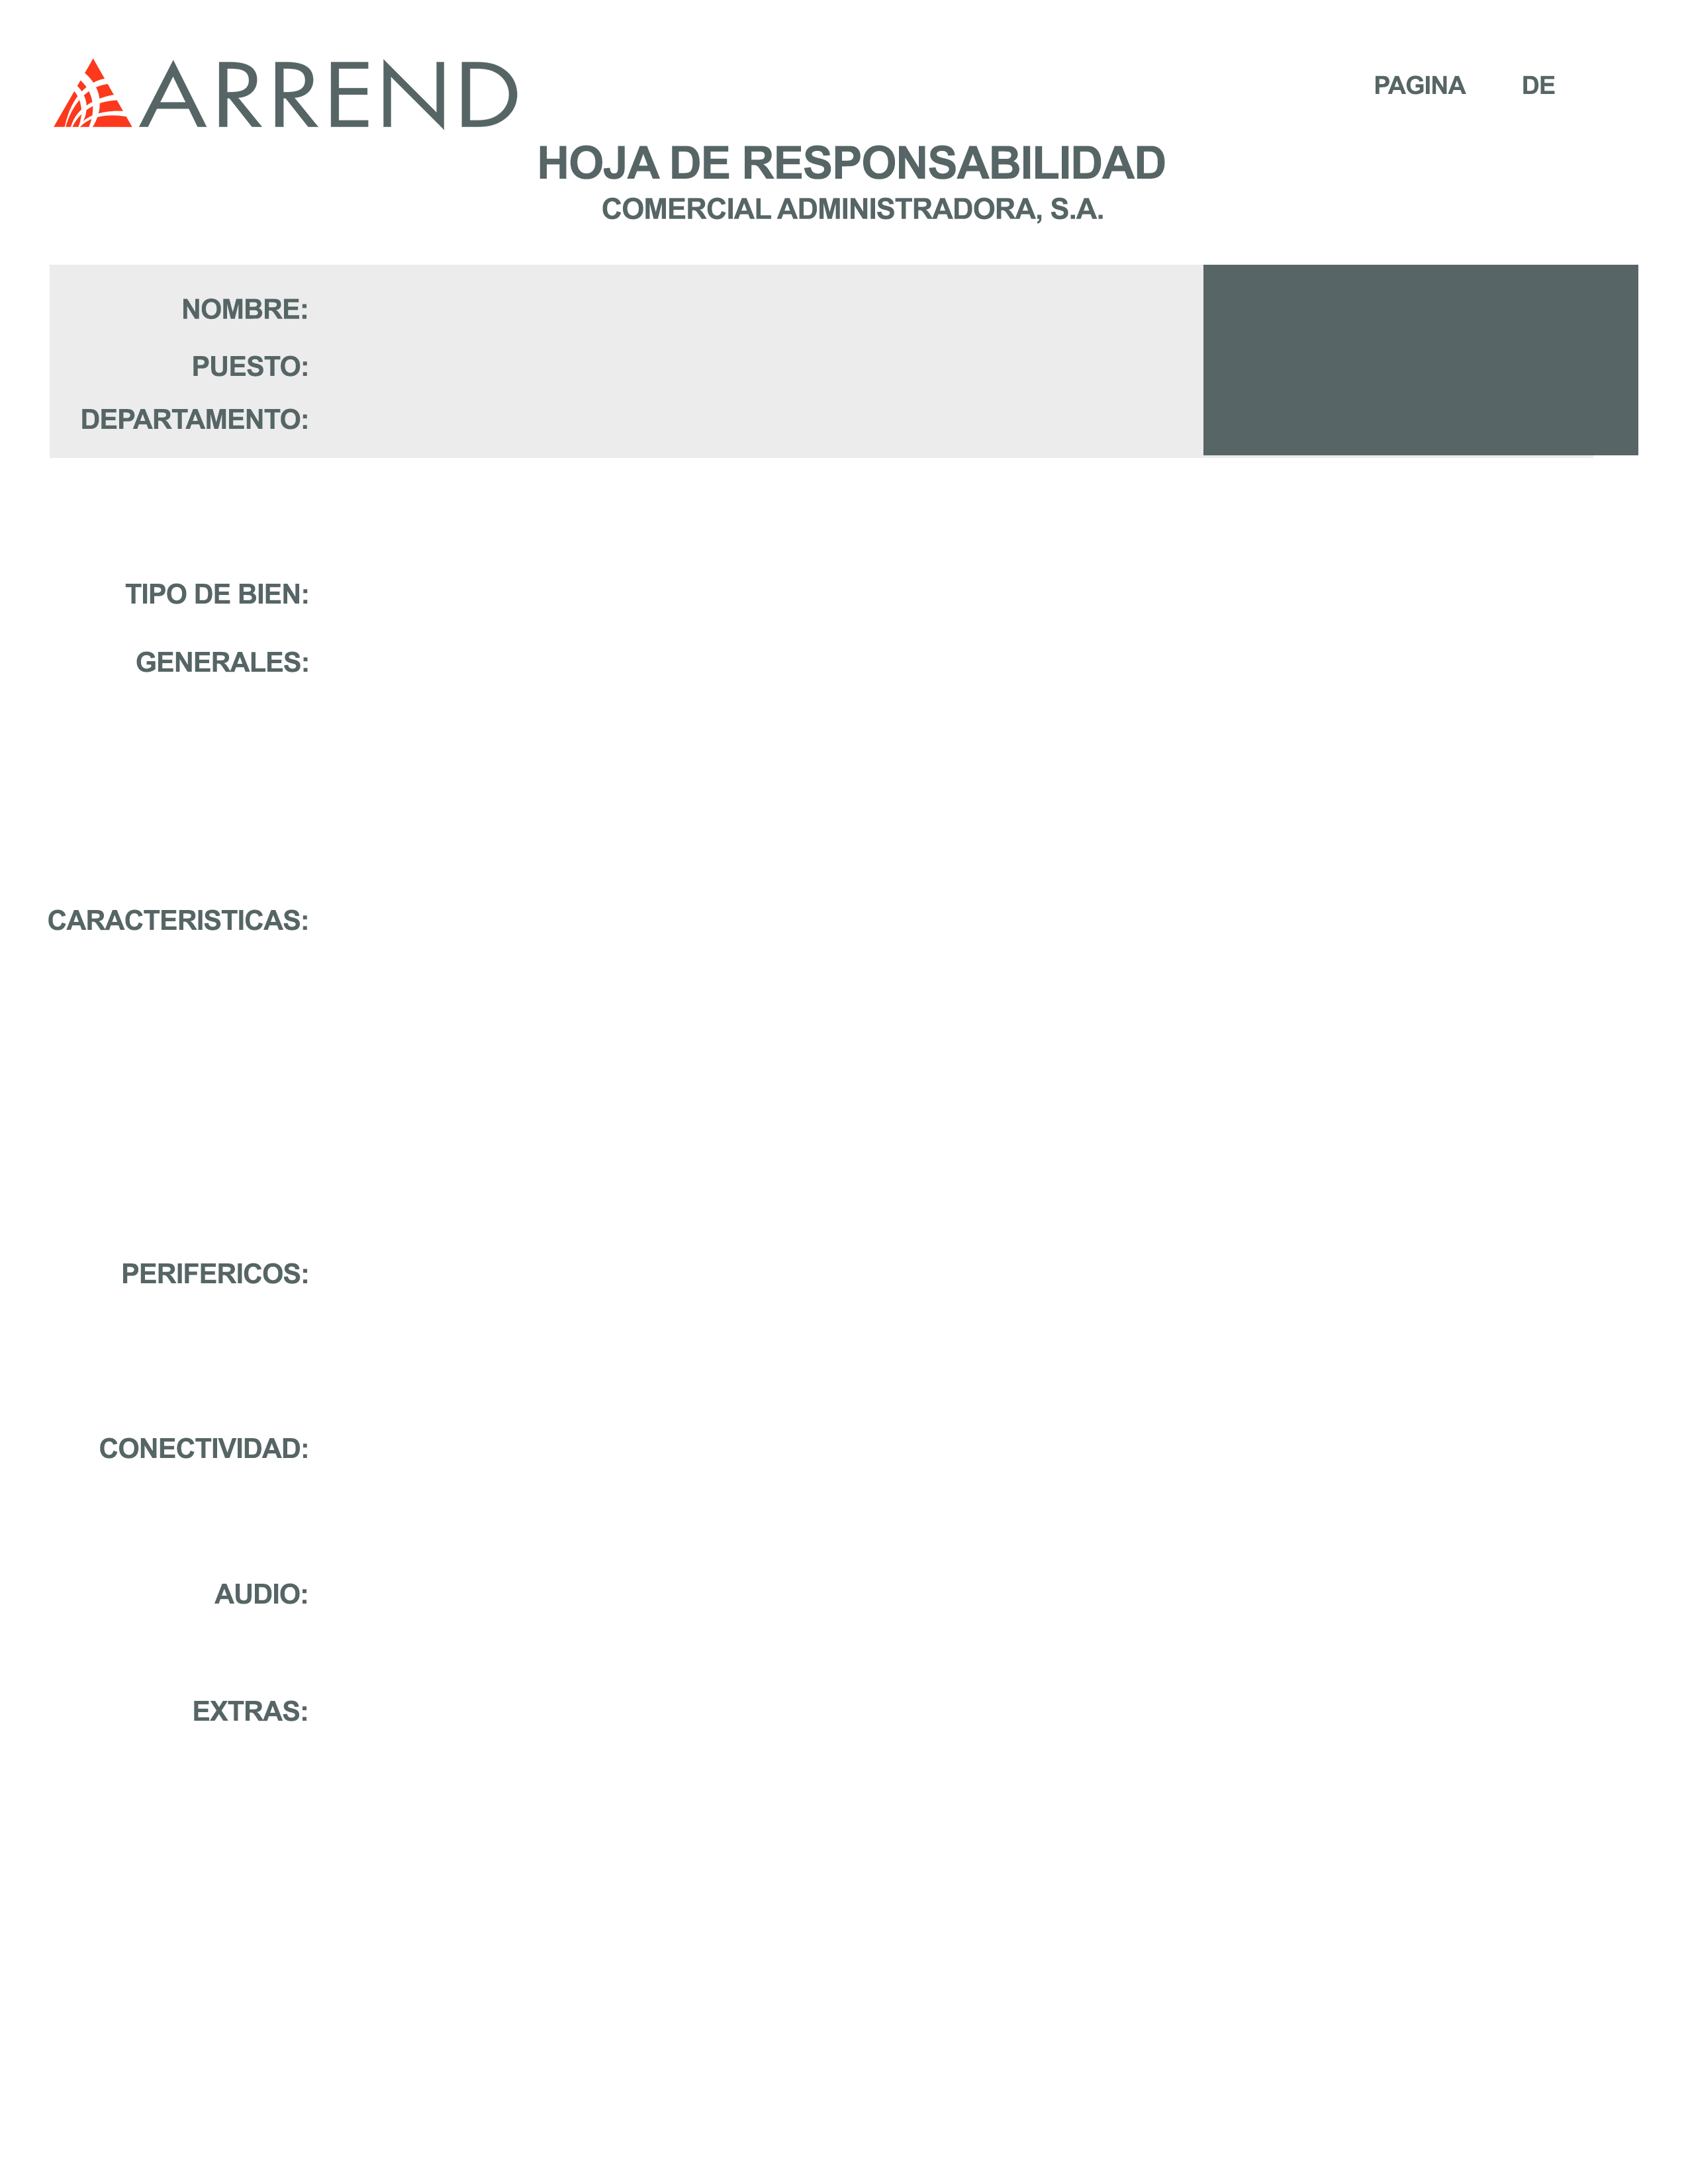 ARREND
PAGINA DE
HOJA DE RESPONSABILIDAD
COMERCIAL ADMINISTRADORA, S.A.
NOMBRE:
PUESTO:
DEPARTAMENTO:
TIPO DE BIEN:
GENERALES:
CARACTERISTICAS:
PERIFERICOS:
CONECTIVIDAD:
AUDIO:
EXTRAS: